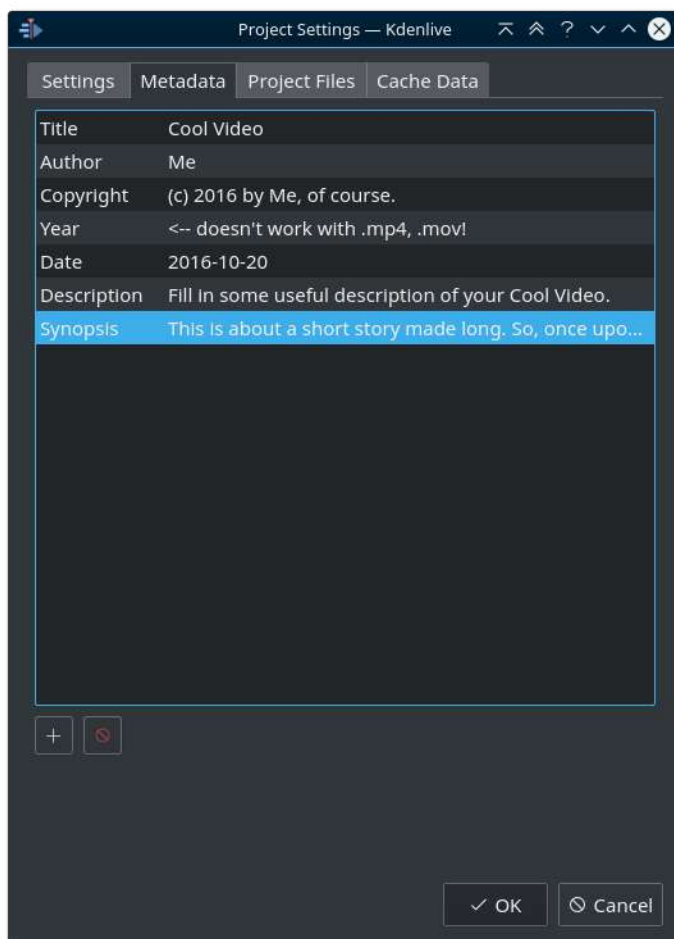 Project Settings — Kdenlive
Settings Metadata Project Files Cache Data
Title Cool Video
Author Me
Copyright (c) 2016 by Me, of course.
Year <-- doesn't work with .mp4, .mov!
Date 2016-10-20
Description Fill in some useful description of your Cool Video.
Synopsis This is about a short story made long. So, once upo...
OK Cancel